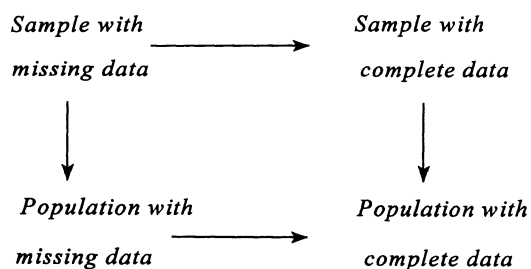 Sample with
missing data
Sample with
complete data
Population with
missing data
Population with
complete data